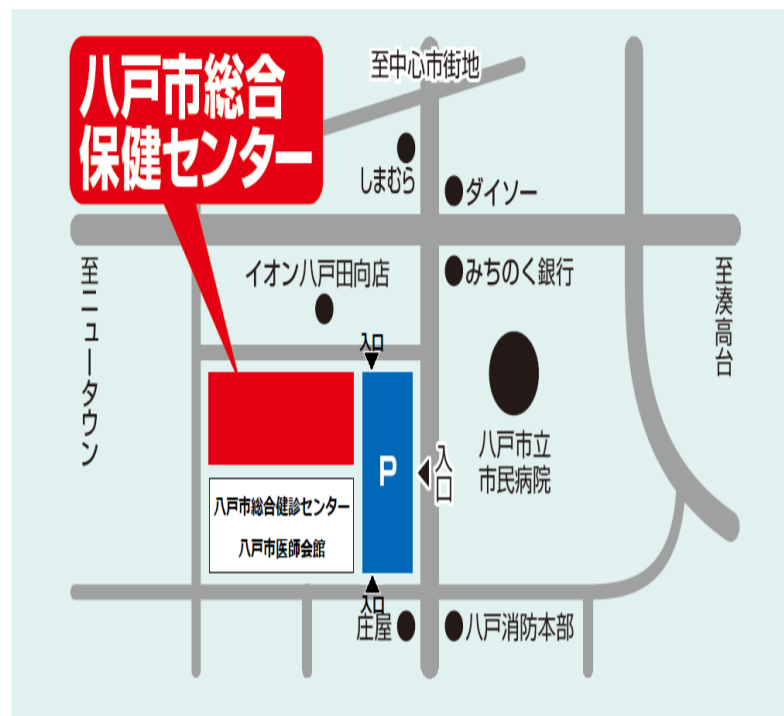 八戸市総合
保健センター
至中心市街地
しまむら
ダイソー
イオン八戸田向店
みちのく銀行
至ニュータウン
至湊高台
入口
P
入口
八戸市立
市民病院
八戸市総合健診センター
八戸市医師会館
入口
庄屋
八戸消防本部